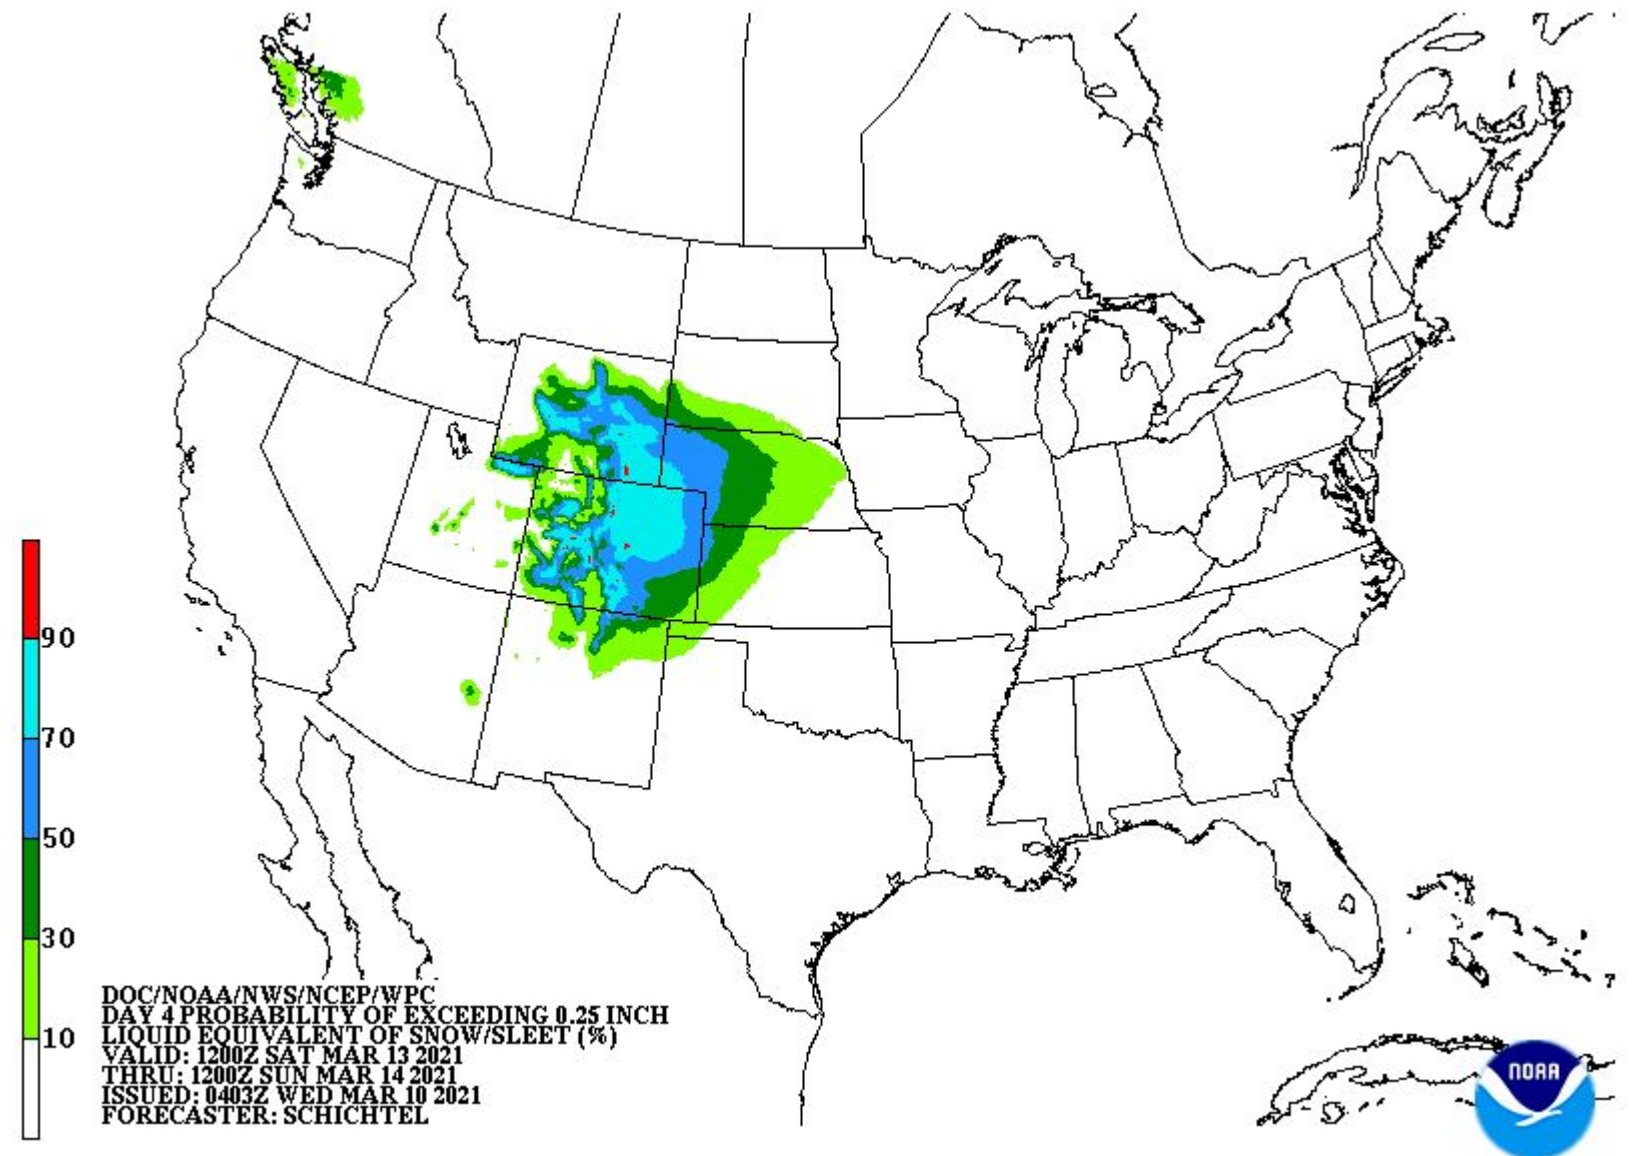 90
70
50
30
10
DOC/NOAA/NWS/NCEP/WPC
DAY 4 PROBABILITY OF EXCEEDING 0.25 INCH
LIQUID EQUIVALENT OF SNOW/SLEET (%)
VALID: 1200Z SAT MAR 13 2021
THRU: 1200Z SUN MAR 14 2021
ISSUED: 0403Z WED MAR 10 2021
FORECASTER: SCHICHTEL
NOAA